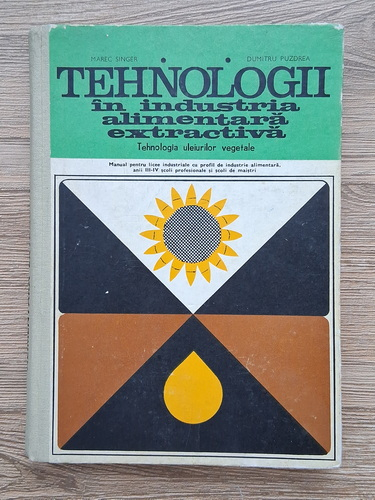 MAREC SINGER DUMITRU PUZDREA
TEHNOLOGII
în industria
alimentară
extractivă
Tehnologia uleiurilor vegetale
Manual pentru licee industriale cu profil de industrie alimentară,
anii III-IV școli profesionale și școli de maiștri